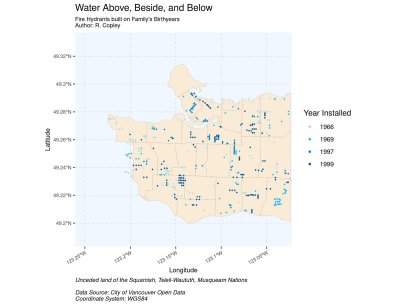 Water Above, Beside, and Below
Fire Hydrants built on Family's Birthyears
Author: R. Copley
49.32°N
49.3°N
49.28°N
49.26°N
49.24°N
49.22°N
49.2°N
Latitude
123.25°W
123.2°W
123.15°W
123.1°W
123.05°W
Longitude
Year Installed
1966
1969
1997
1999
Unceded land of the Squamish, Tsleil-Waututh, Musqueam Nations
Data Source: City of Vancouver Open Data
Coordinate System: WGS84